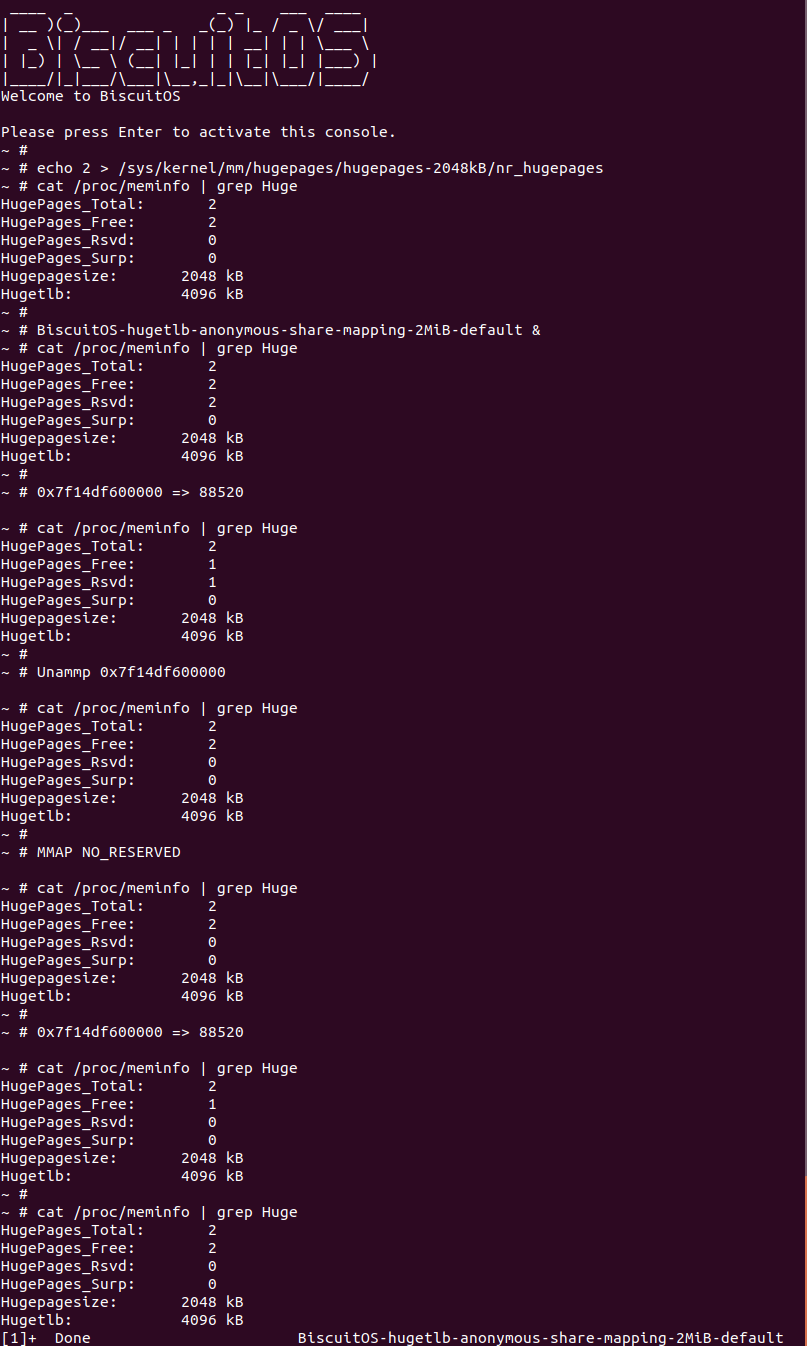 ____  _                _ _    ___  ____
| __ )(_)___  ___ _   _(_) |_ / _ \/ ___|
|  _ \| / __|/ __| | | | | __| | | \___ \
| |_) | \__ \ (__| |_| | | |_| |_| |___) |
|____/|_|___/\___|\__,_|_|\__|\___/|____/
Welcome to BiscuitOS
Please press Enter to activate this console.
~ #
~ # echo 2 > /sys/kernel/mm/hugepages/hugepages-2048kB/nr_hugepages
~ # cat /proc/meminfo | grep Huge
HugePages_Total:       2
HugePages_Free:        2
HugePages_Rsvd:        0
HugePages_Surp:        0
Hugepagesize:       2048 kB
Hugetlb:            4096 kB
~ #
~ # BiscuitOS-hugetlb-anonymous-share-mapping-2MiB-default &
~ # cat /proc/meminfo | grep Huge
HugePages_Total:       2
HugePages_Free:        2
HugePages_Rsvd:        2
HugePages_Surp:        0
Hugepagesize:       2048 kB
Hugetlb:            4096 kB
~ #
~ # 0x7f14df600000 => 88520
~ # cat /proc/meminfo | grep Huge
HugePages_Total:       2
HugePages_Free:        1
HugePages_Rsvd:        1
HugePages_Surp:        0
Hugepagesize:       2048 kB
Hugetlb:            4096 kB
~ #
~ # Unammp 0x7f14df600000
~ # cat /proc/meminfo | grep Huge
HugePages_Total:       2
HugePages_Free:        2
HugePages_Rsvd:        0
HugePages_Surp:        0
Hugepagesize:       2048 kB
Hugetlb:            4096 kB
~ #
~ # MMAP NO_RESERVED
~ # cat /proc/meminfo | grep Huge
HugePages_Total:       2
HugePages_Free:        2
HugePages_Rsvd:        0
HugePages_Surp:        0
Hugepagesize:       2048 kB
Hugetlb:            4096 kB
~ #
~ # 0x7f14df600000 => 88520
~ # cat /proc/meminfo | grep Huge
HugePages_Total:       2
HugePages_Free:        1
HugePages_Rsvd:        0
HugePages_Surp:        0
Hugepagesize:       2048 kB
Hugetlb:            4096 kB
~ #
~ # cat /proc/meminfo | grep Huge
HugePages_Total:       2
HugePages_Free:        2
HugePages_Rsvd:        0
HugePages_Surp:        0
Hugepagesize:       2048 kB
Hugetlb:            4096 kB
[1]+  Done                       BiscuitOS-hugetlb-anonymous-share-mapping-2MiB-default